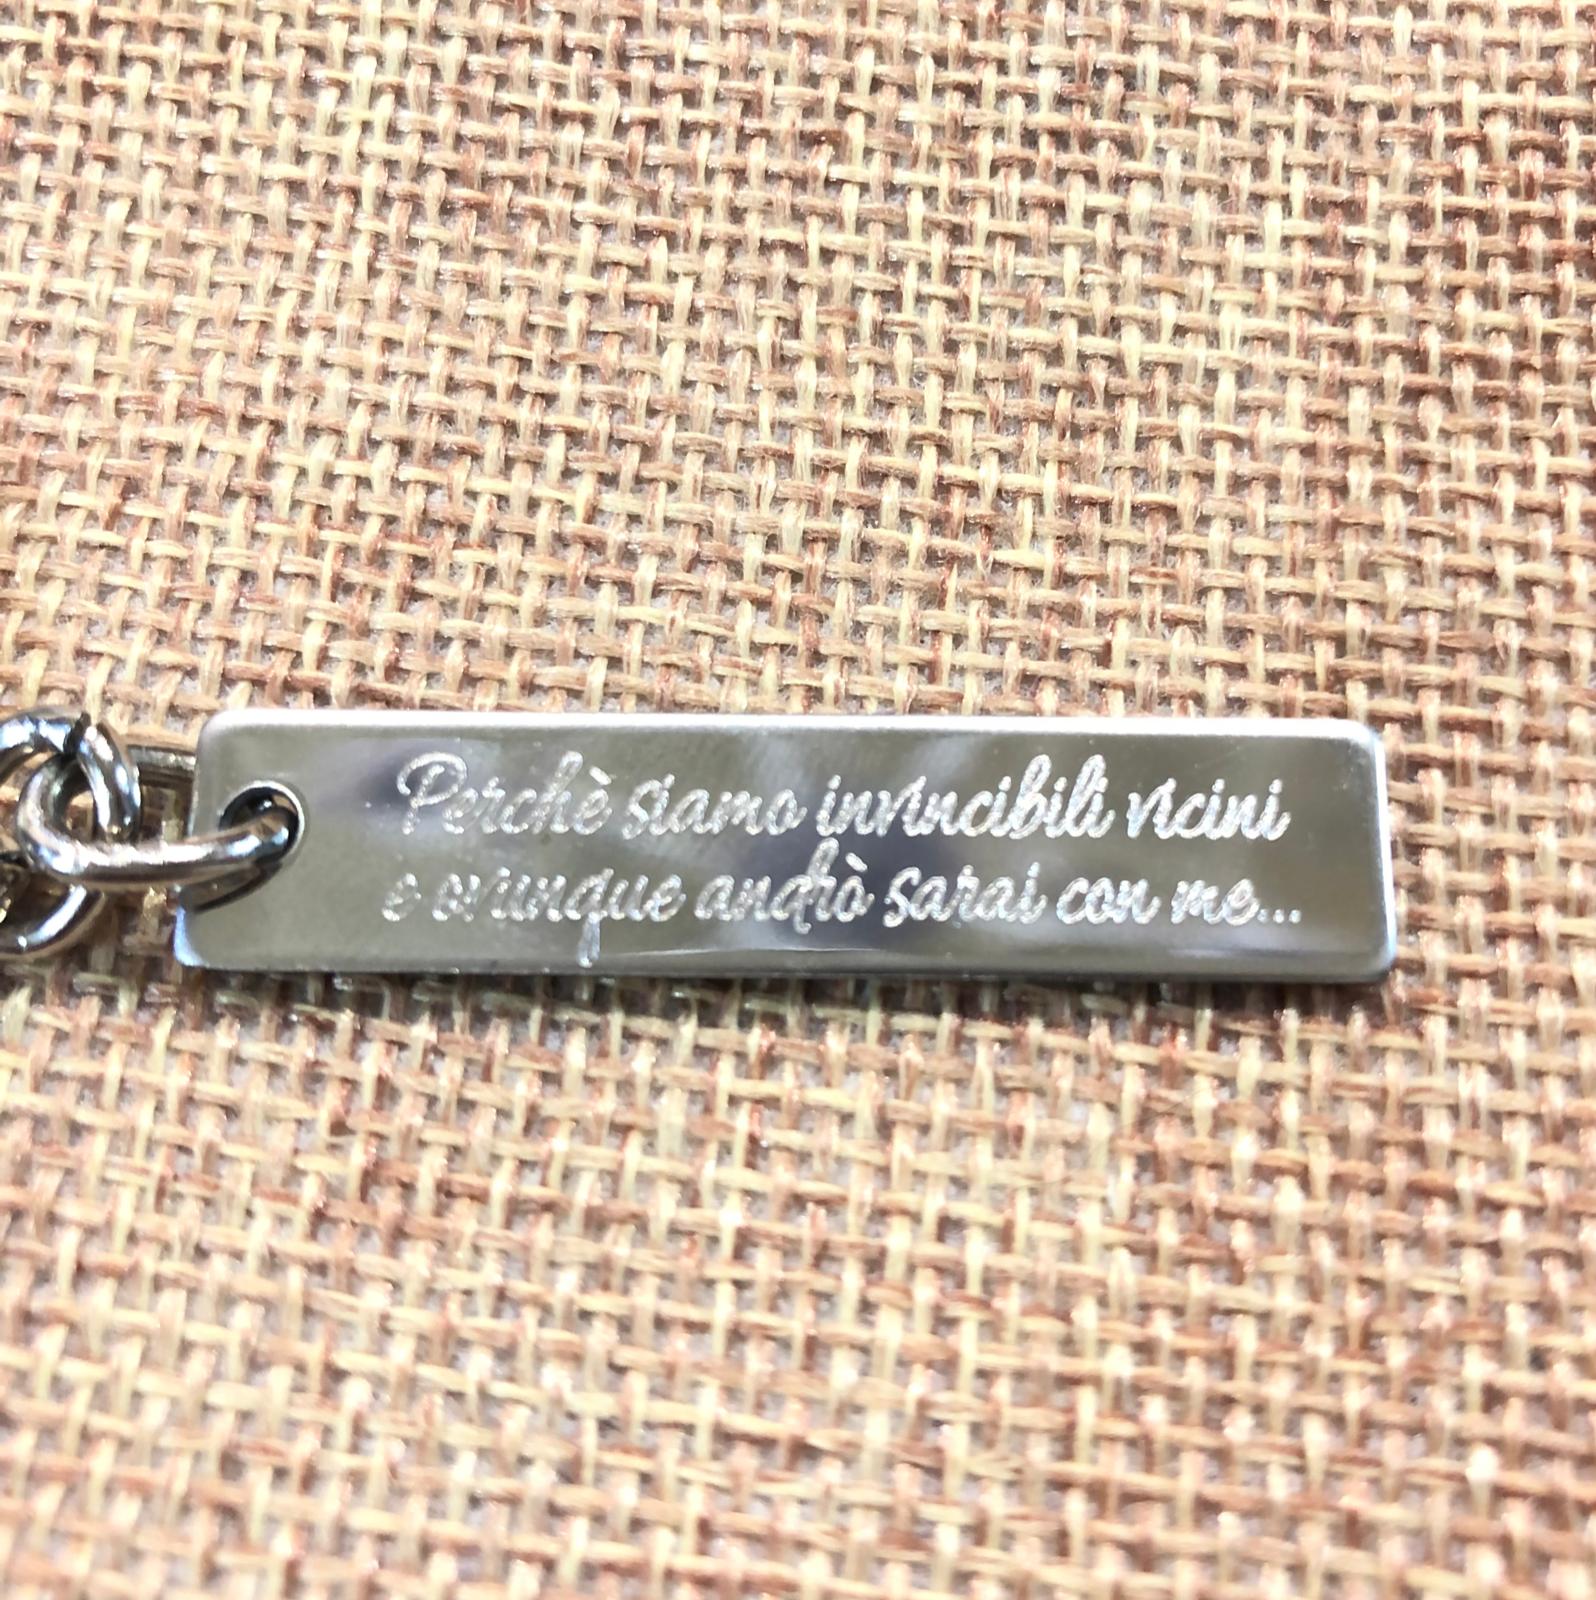 Perchè siamo invincibili vicini
e ovunque andrò sarai con me...